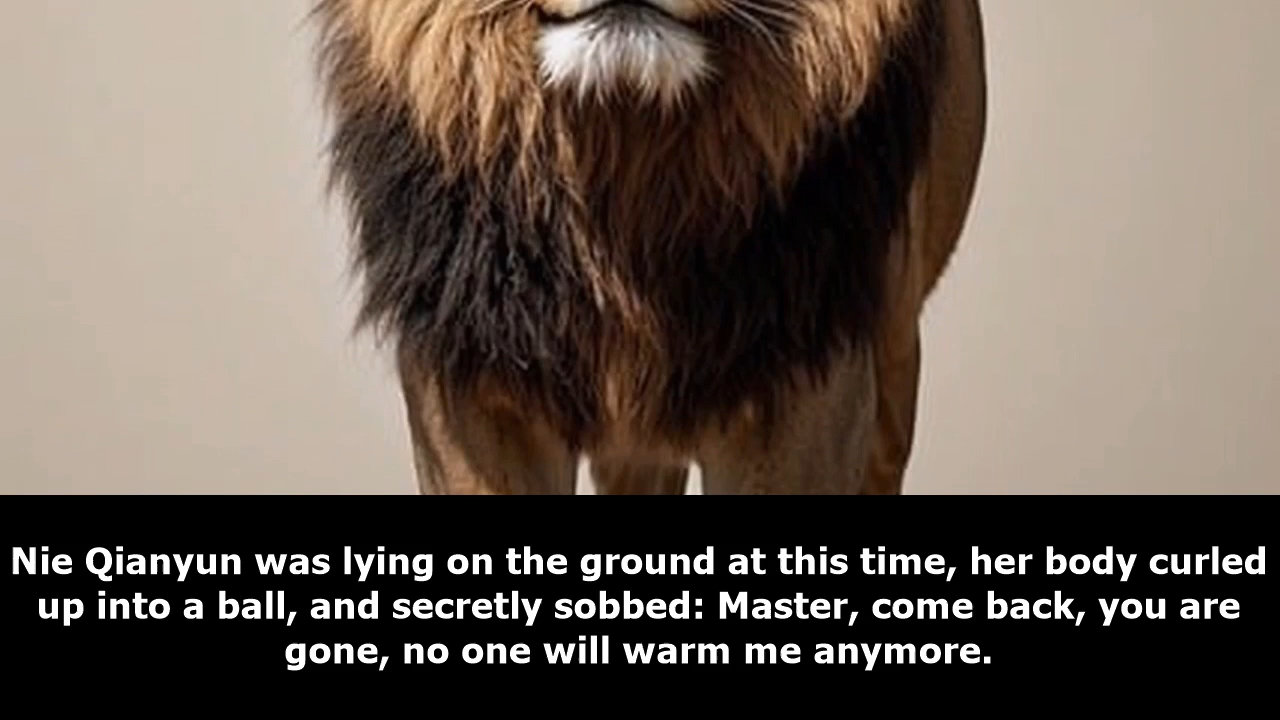 Nie Qianyun was lying on the ground at this time, her body curled
up into a ball, and secretly sobbed: Master, come back, you are
gone, no one will warm me anymore.